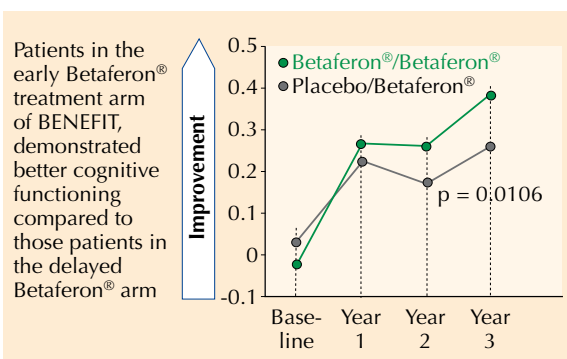 Patients in the
early Betaferon®
treatment arm
of BENEFIT,
demonstrated
better cognitive
functioning
compared to
those patients in
the delayed
Betaferon® arm
Improvement
0.5
0.4
0.3
0.2
0.1
0
-0.1
Betaferon®/Betaferon®
Placebo/Betaferon®
p = 0.0106
Base-
line
Year
1
Year
2
Year
3